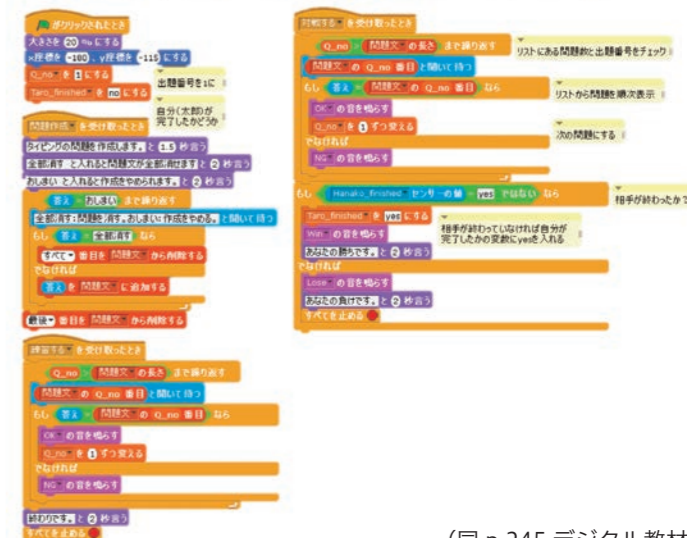 がクリックされたとき
大きさを 20 %にする
x座標を -180 、y座標を -115 にする
Q_no を 1 にする
出題番号を1に
Taro_finished を no にする
自分(太郎)が
完了したかどうか
問題作成 を受け取ったとき
タイピングの問題を作成します。 と 1.5 秒言う
全部消す と入れると問題文が全部消せます と 2 秒言う
おしまい と入れると作成をやめられます。 と 2 秒言う
答え = おしまい まで繰り返す
全部消す:問題を消す。おしまい:作成をやめる。 と聞いて待つ
もし 答え = 全部消す なら
すべて 番目を 問題文 から削除する
でなければ
答え を 問題文 に追加する
最後 番目を 問題文 から削除する
練習する を受け取ったとき
Q_no > 問題文 の長さ まで繰り返す
問題文 の Q_no 番目 と聞いて待つ
もし 答え = 問題文 の Q_no 番目 なら
OK の音を鳴らす
Q_no を 1 ずつ変える
でなければ
NG の音を鳴らす
終わりです。 と 2 秒言う
すべてを止める
対戦する を受け取ったとき
Q_no > 問題文 の長さ まで繰り返す
リストにある問題数と出題番号をチェック
問題文 の Q_no 番目 と聞いて待つ
もし 答え = 問題文 の Q_no 番目 なら
リストから問題を順次表示
OK の音を鳴らす
Q_no を 1 ずつ変える
次の問題にする
でなければ
NG の音を鳴らす
もし Hanako_finished センサーの値 = yes ではない なら
相手が終わったか?
Taro_finished を yes にする
相手が終わっていなければ自分が
完了したかの変数にyesを入れる
Win の音を鳴らす
あなたの勝ちです。 と 2 秒言う
でなければ
Lose の音を鳴らす
あなたの負けです。 と 2 秒言う
すべてを止める